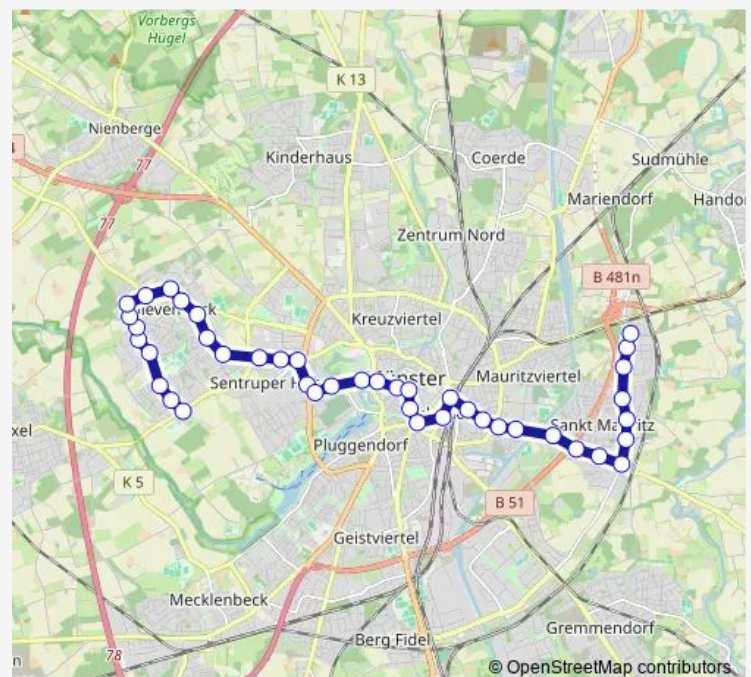 Vorbergs
Hügel
K 13
Nienberge
Kinderhaus
Coerde
Sudmühle
77
Mariendorf
Hando
77
Zentrum Nord
B 481n
Kreuzviertel
Mauritzviertel
Sentruper H
Sankt Ma
Pluggendorf
xel
K 5
B 51
Geistviertel
Mecklenbeck
Gremmendorf
Berg Fidel
78
© OpenStreetMap contributors